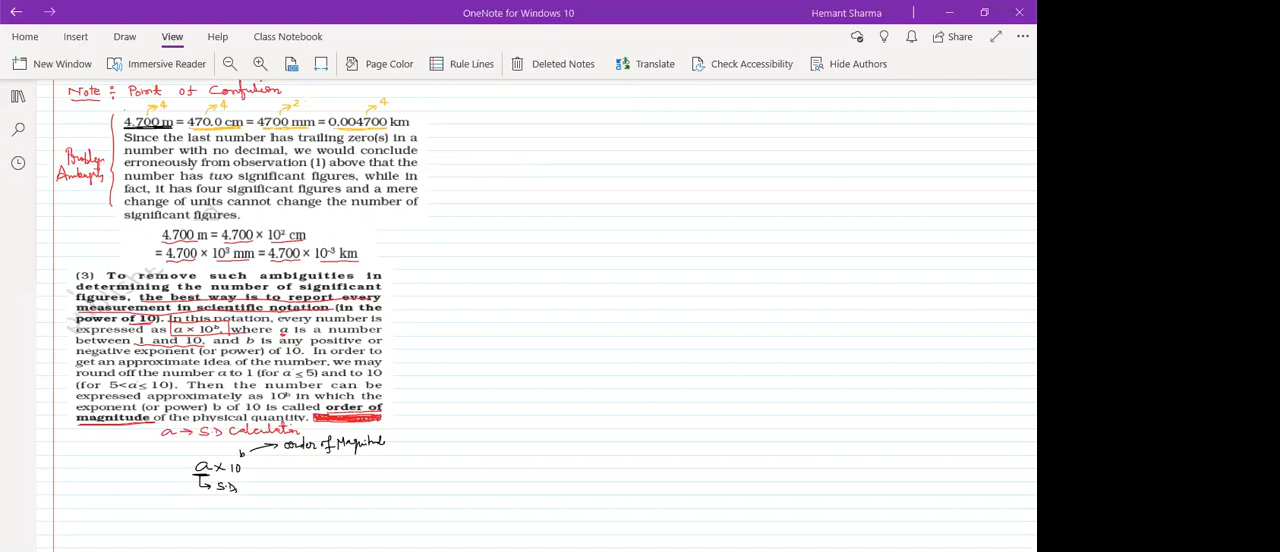 OneNote for Windows 10
Hemant Sharma
Home Insert Draw View Help Class Notebook
Share
New Window Immersive Reader Page Color Rule Lines Deleted Notes Translate Check Accessibility Hide Authors
Note :- Point of Confusion
4 4 2 4
4.700 m = 470.0 cm = 4700 mm = 0.004700 km
Since the last number has trailing zero(s) in a
number with no decimal, we would conclude
erroneously from observation (1) above that the
number has two significant figures, while in
fact, it has four significant figures and a mere
change of units cannot change the number of
significant figures.
4.700 m = 4.700 × 10² cm
= 4.700 × 10³ mm = 4.700 × 10⁻³ km
(3) To remove such ambiguities in
determining the number of significant
figures, the best way is to report every
measurement in scientific notation (in the
power of 10). In this notation, every number is
expressed as a × 10ᵇ, where a is a number
between 1 and 10, and b is any positive or
negative exponent (or power) of 10. In order to
get an approximate idea of the number, we may
round off the number a to 1 (for a ≤ 5) and to 10
(for 5<a≤ 10). Then the number can be
expressed approximately as 10ᵇ in which the
exponent (or power) b of 10 is called order of
magnitude of the physical quantity.
a → S.D Calculation
b → order of Magnitude
a × 10
↳ S.D